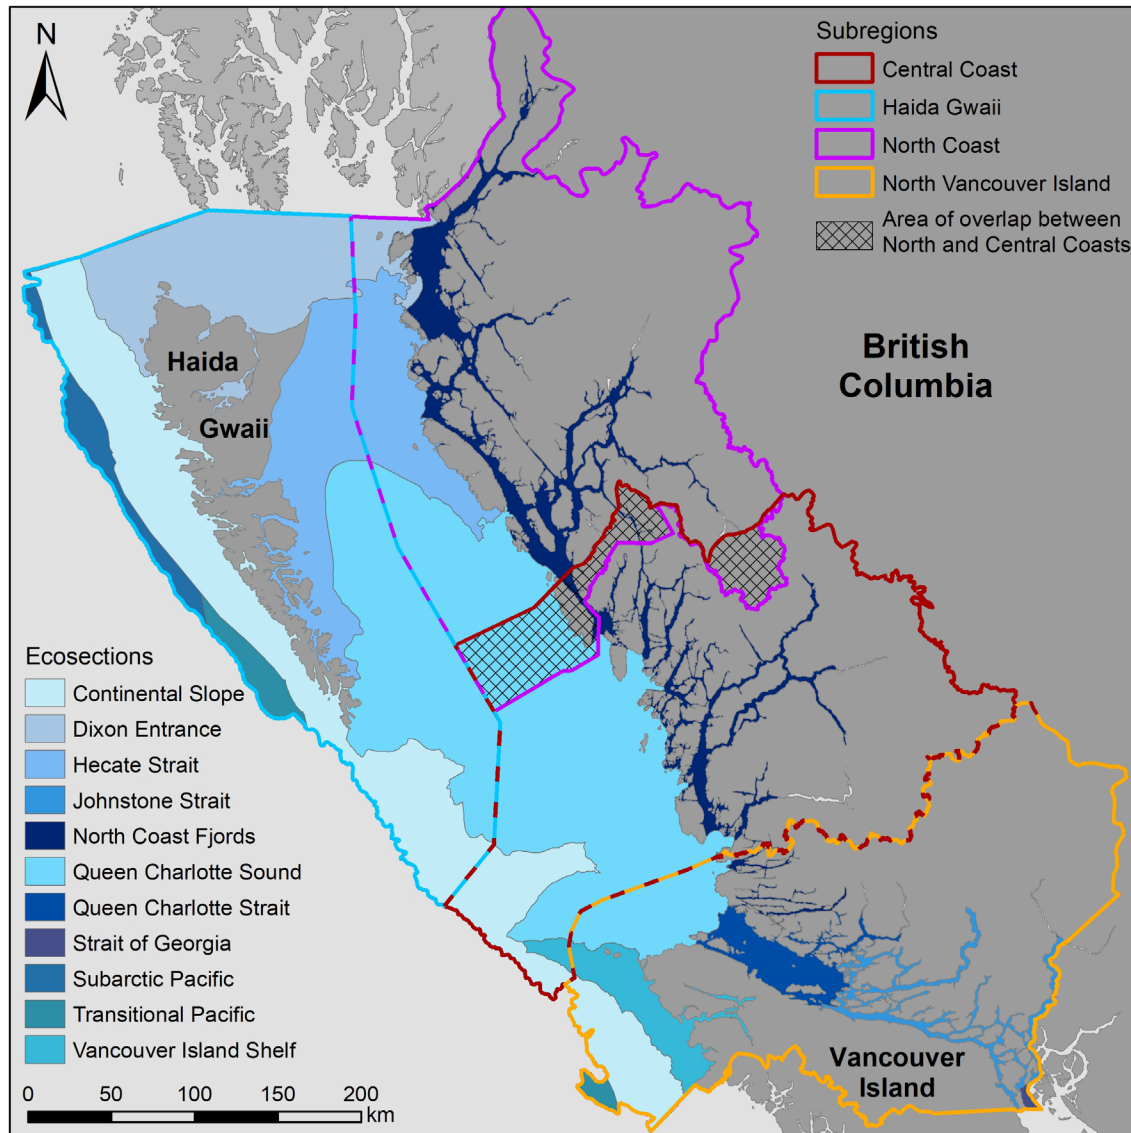 N
Subregions
Central Coast
Haida Gwaii
North Coast
North Vancouver Island
Area of overlap between
North and Central Coasts
British
Columbia
Haida
Gwaii
Ecosections
Continental Slope
Dixon Entrance
Hecate Strait
Johnstone Strait
North Coast Fjords
Queen Charlotte Sound
Queen Charlotte Strait
Strait of Georgia
Subarctic Pacific
Transitional Pacific
Vancouver Island Shelf
Vancouver
Island
0 50 100 150 200
km